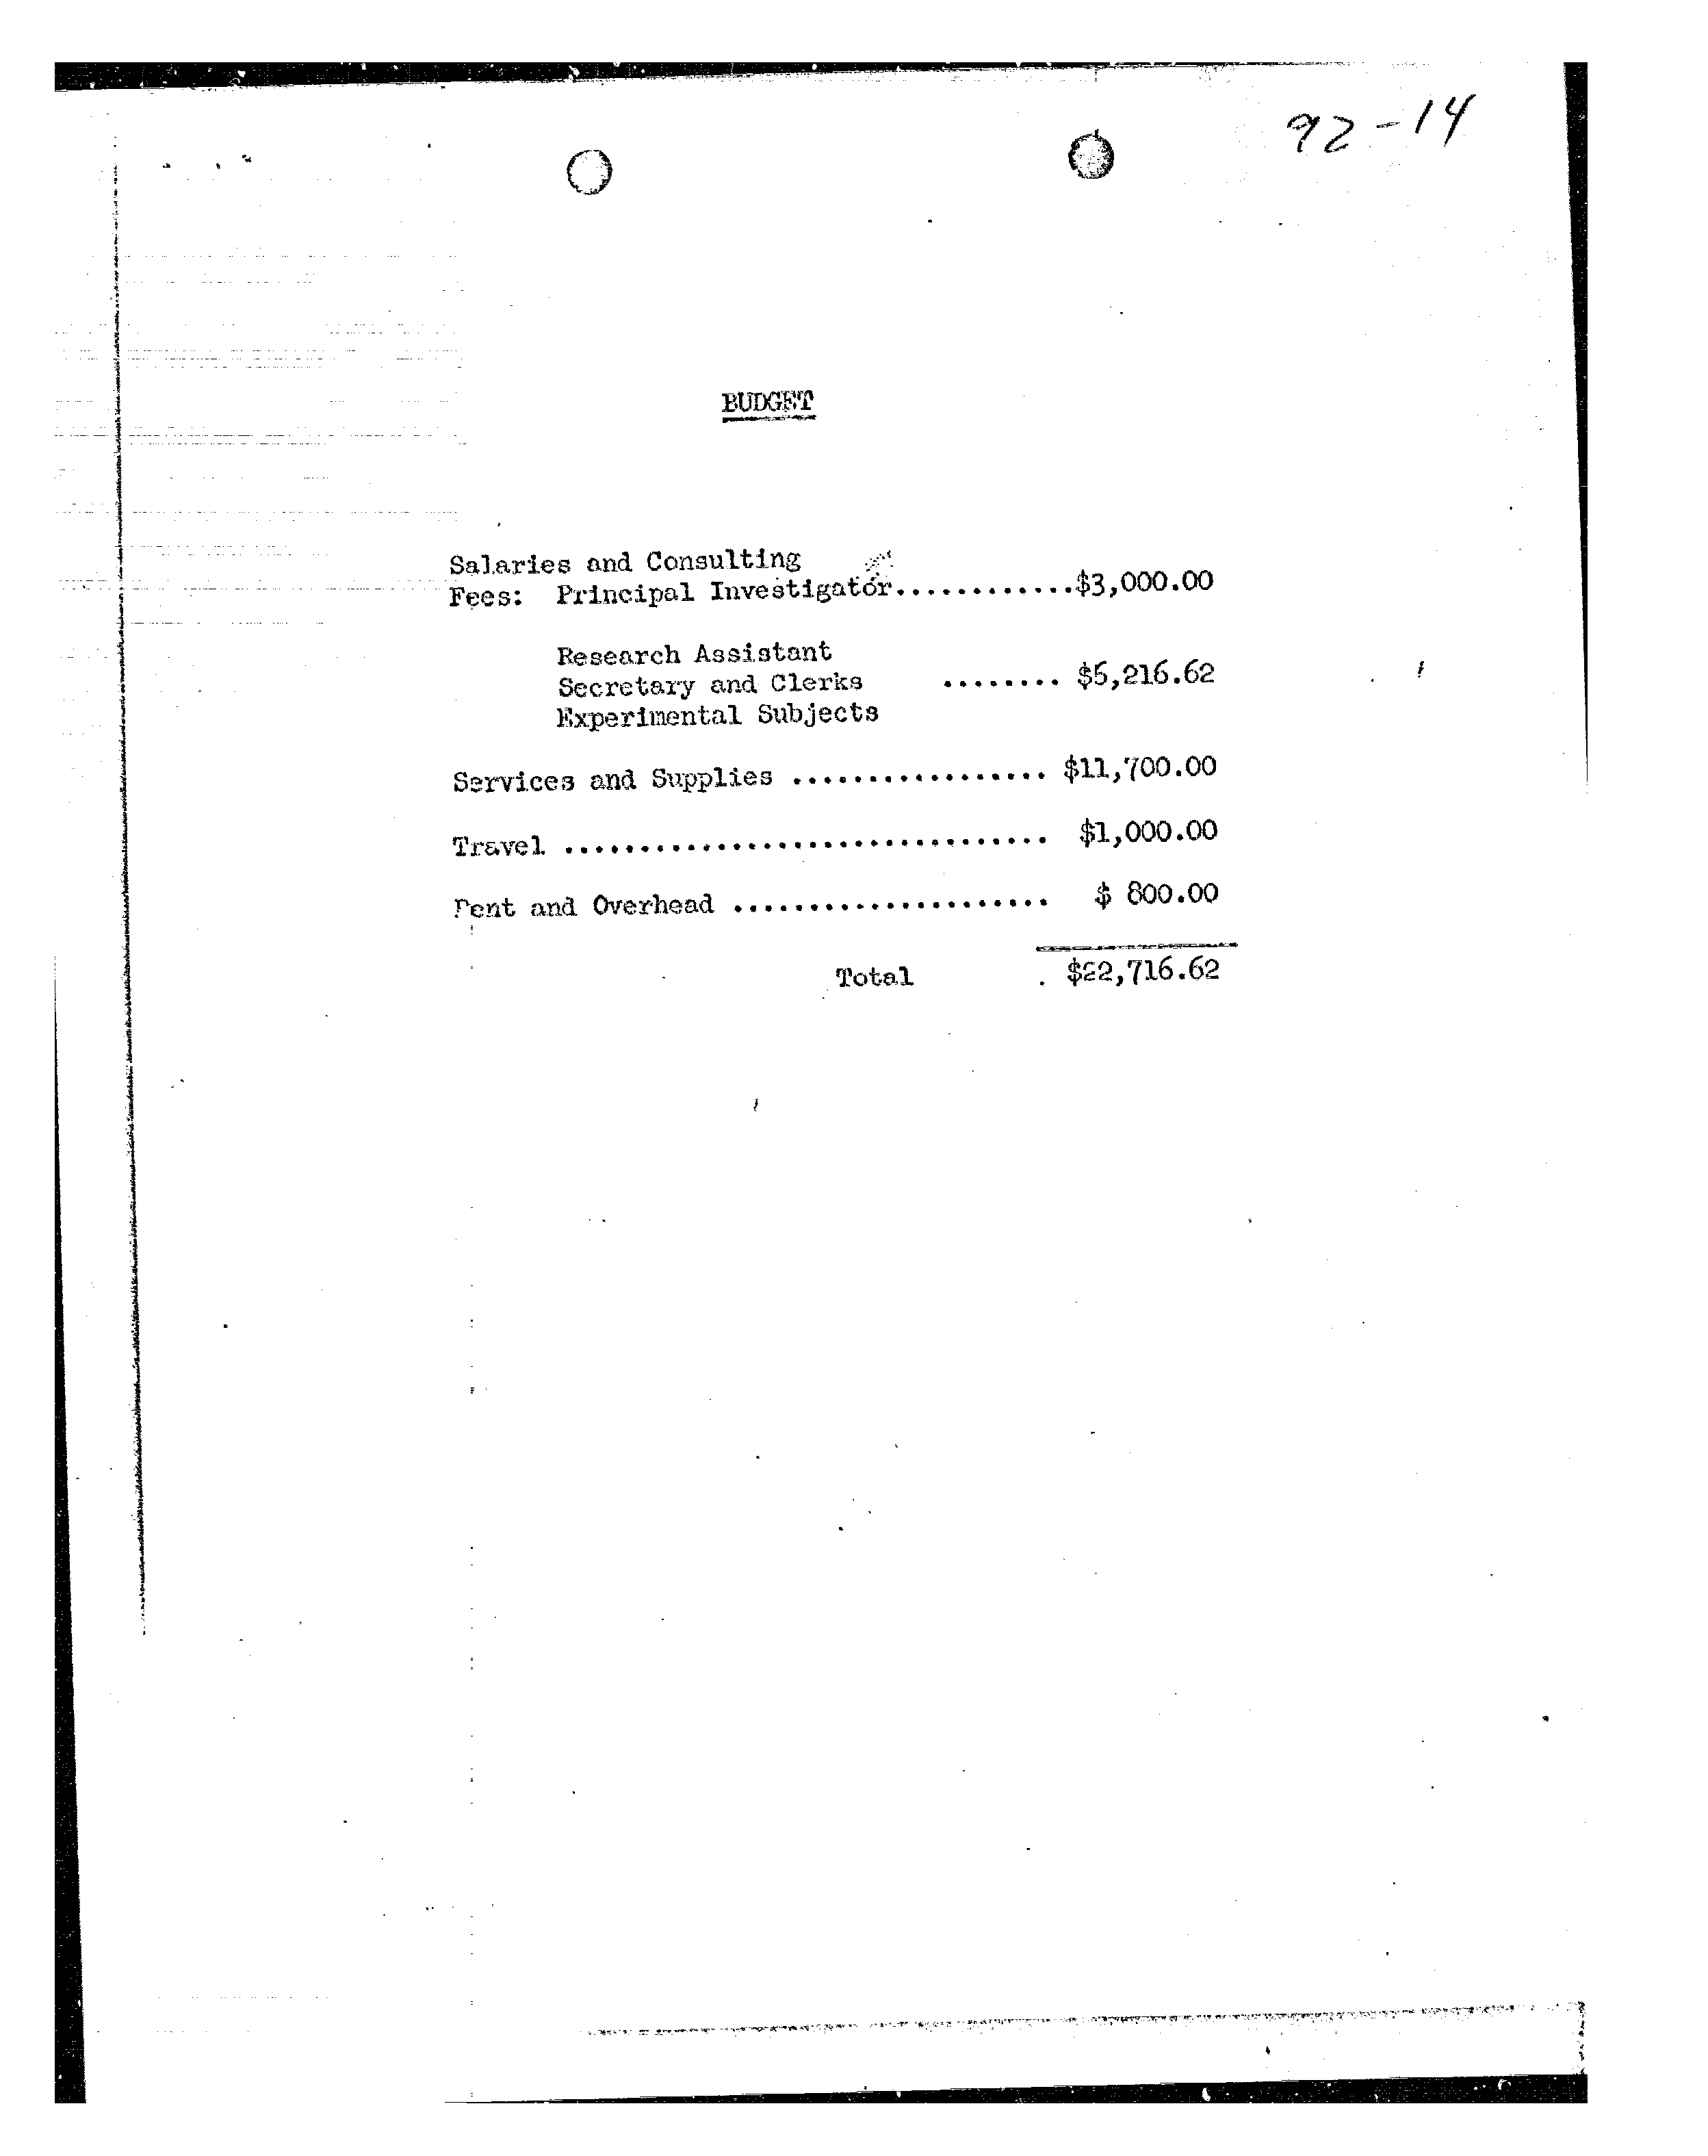 92-14
BUDGET
Salaries and Consulting
Fees: Principal Investigator............$3,000.00
Research Assistant
Secretary and Clerks ........ $5,216.62
Experimental Subjects
Services and Supplies ................. $11,700.00
Travel ................................ $1,000.00
Rent and Overhead ..................... $ 800.00
Total $22,716.62